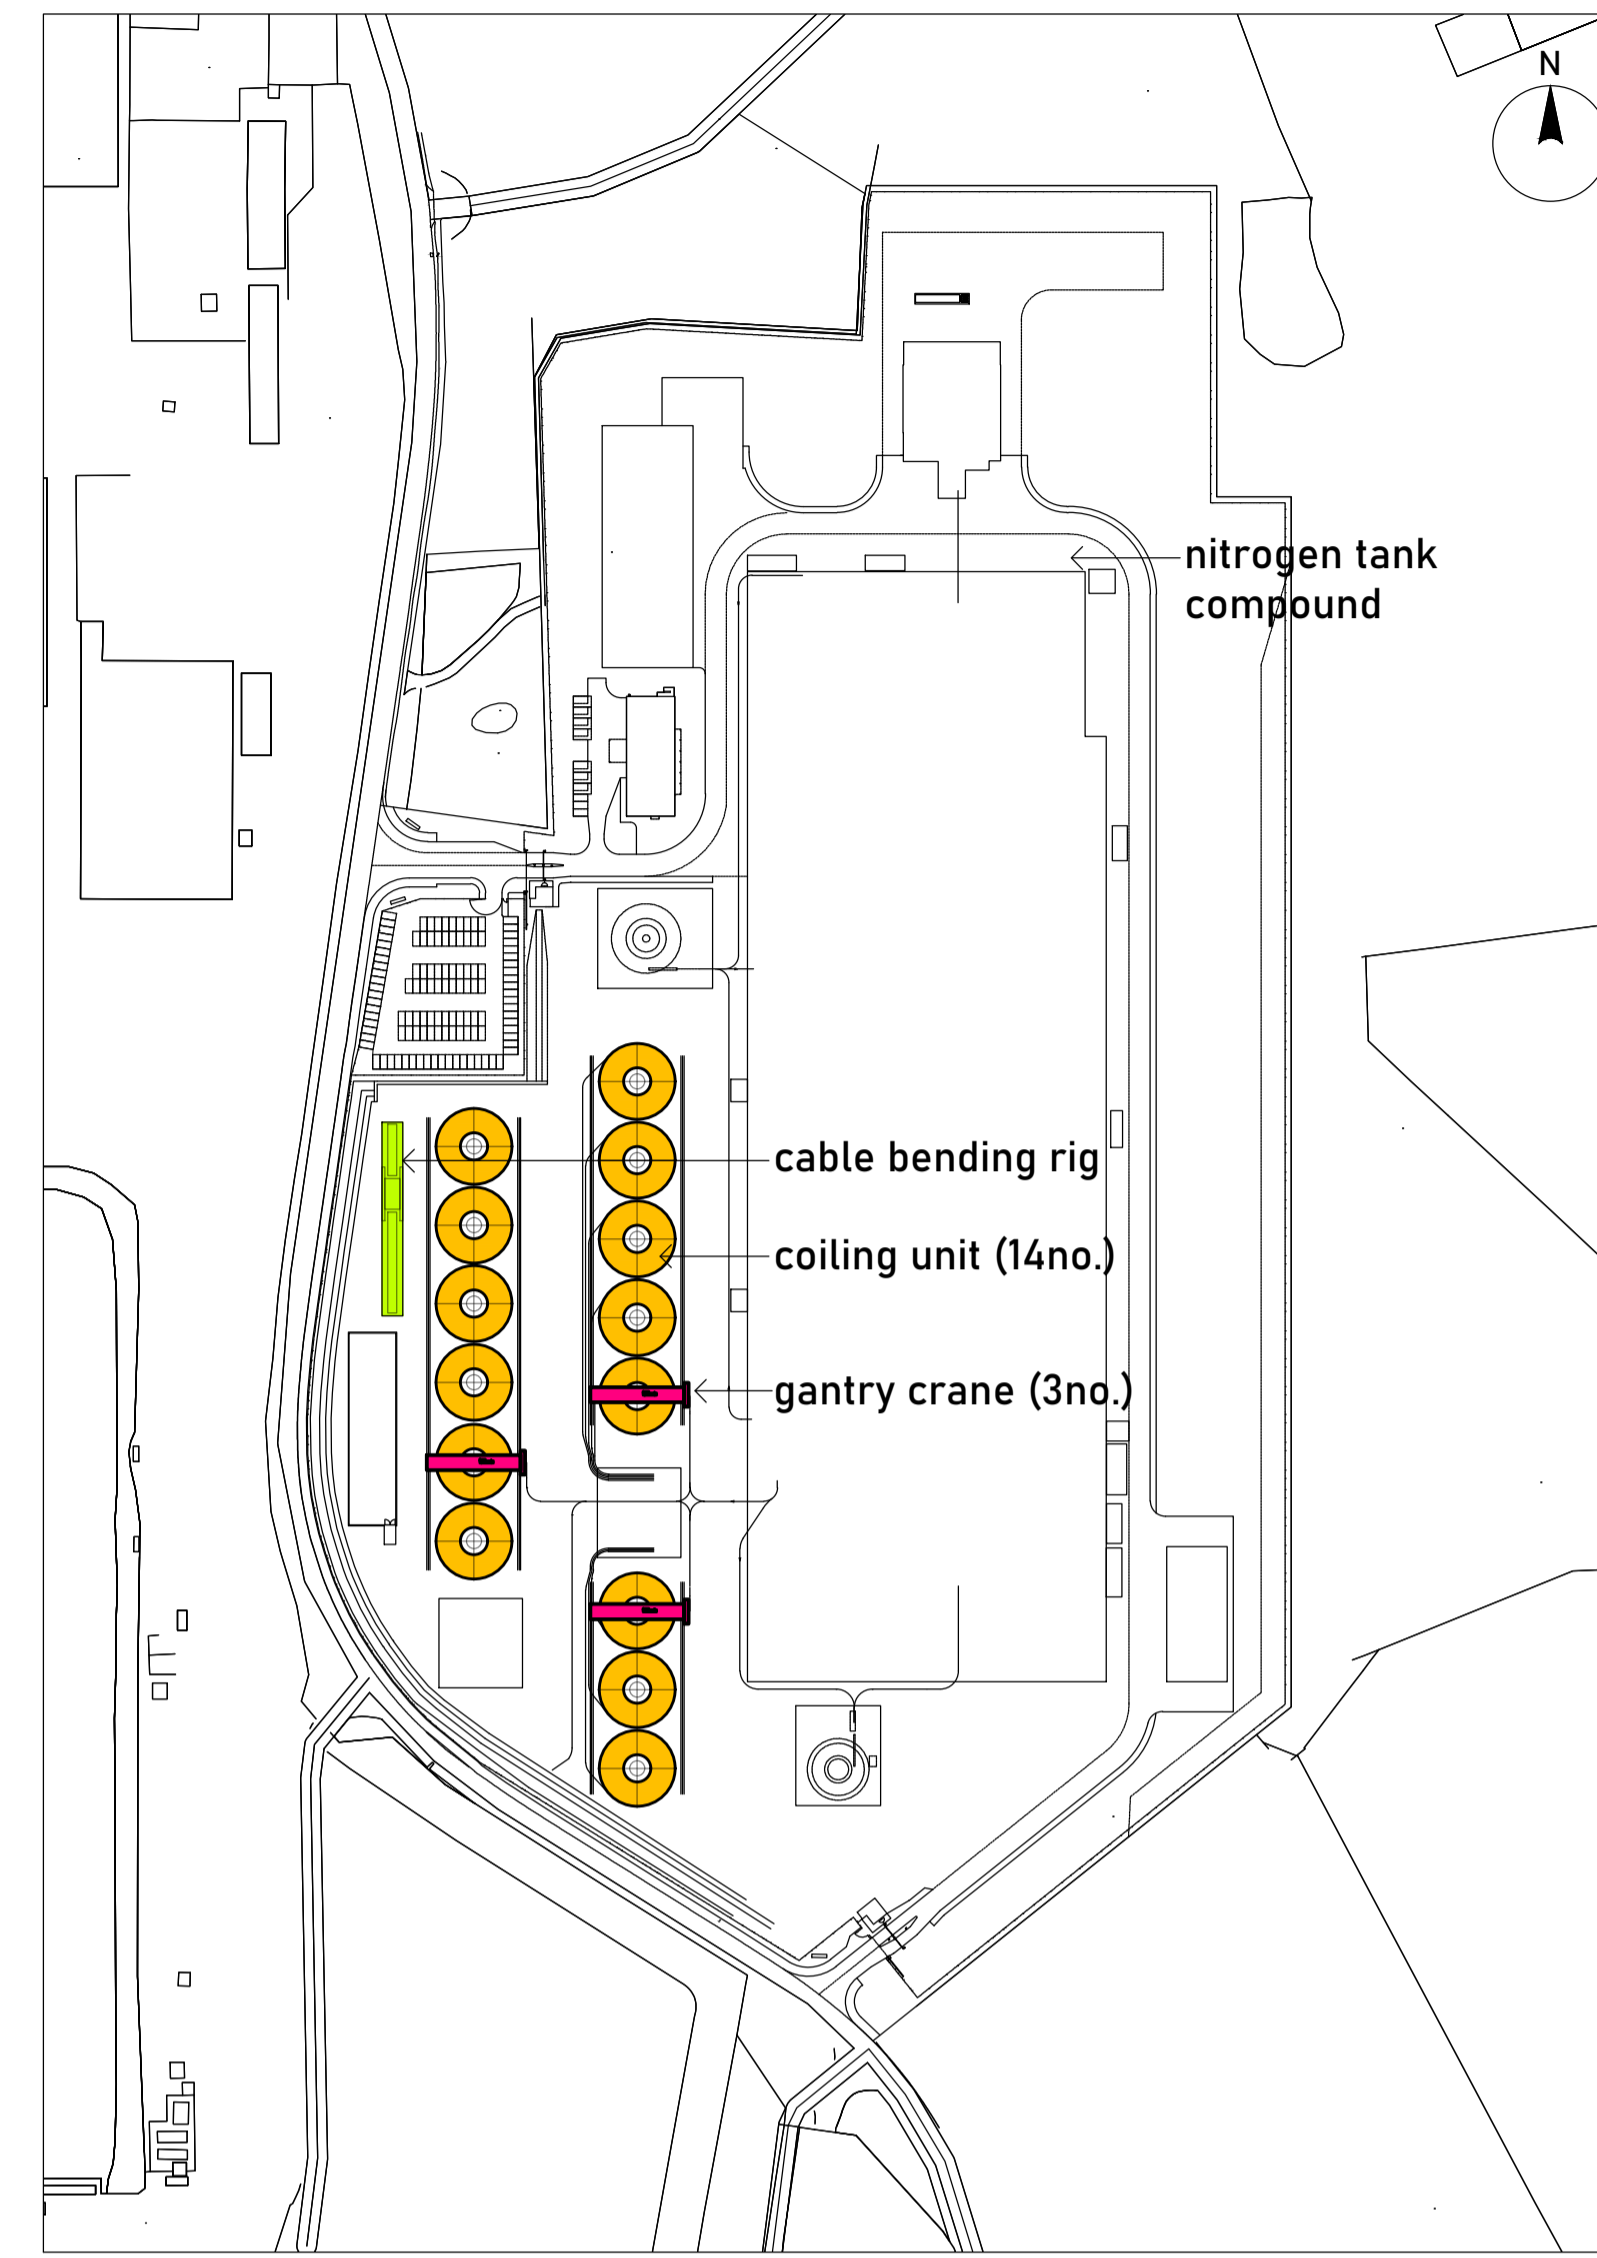 N
nitrogen tank
compound
cable bending rig
coiling unit (14no.)
gantry crane (3no.)